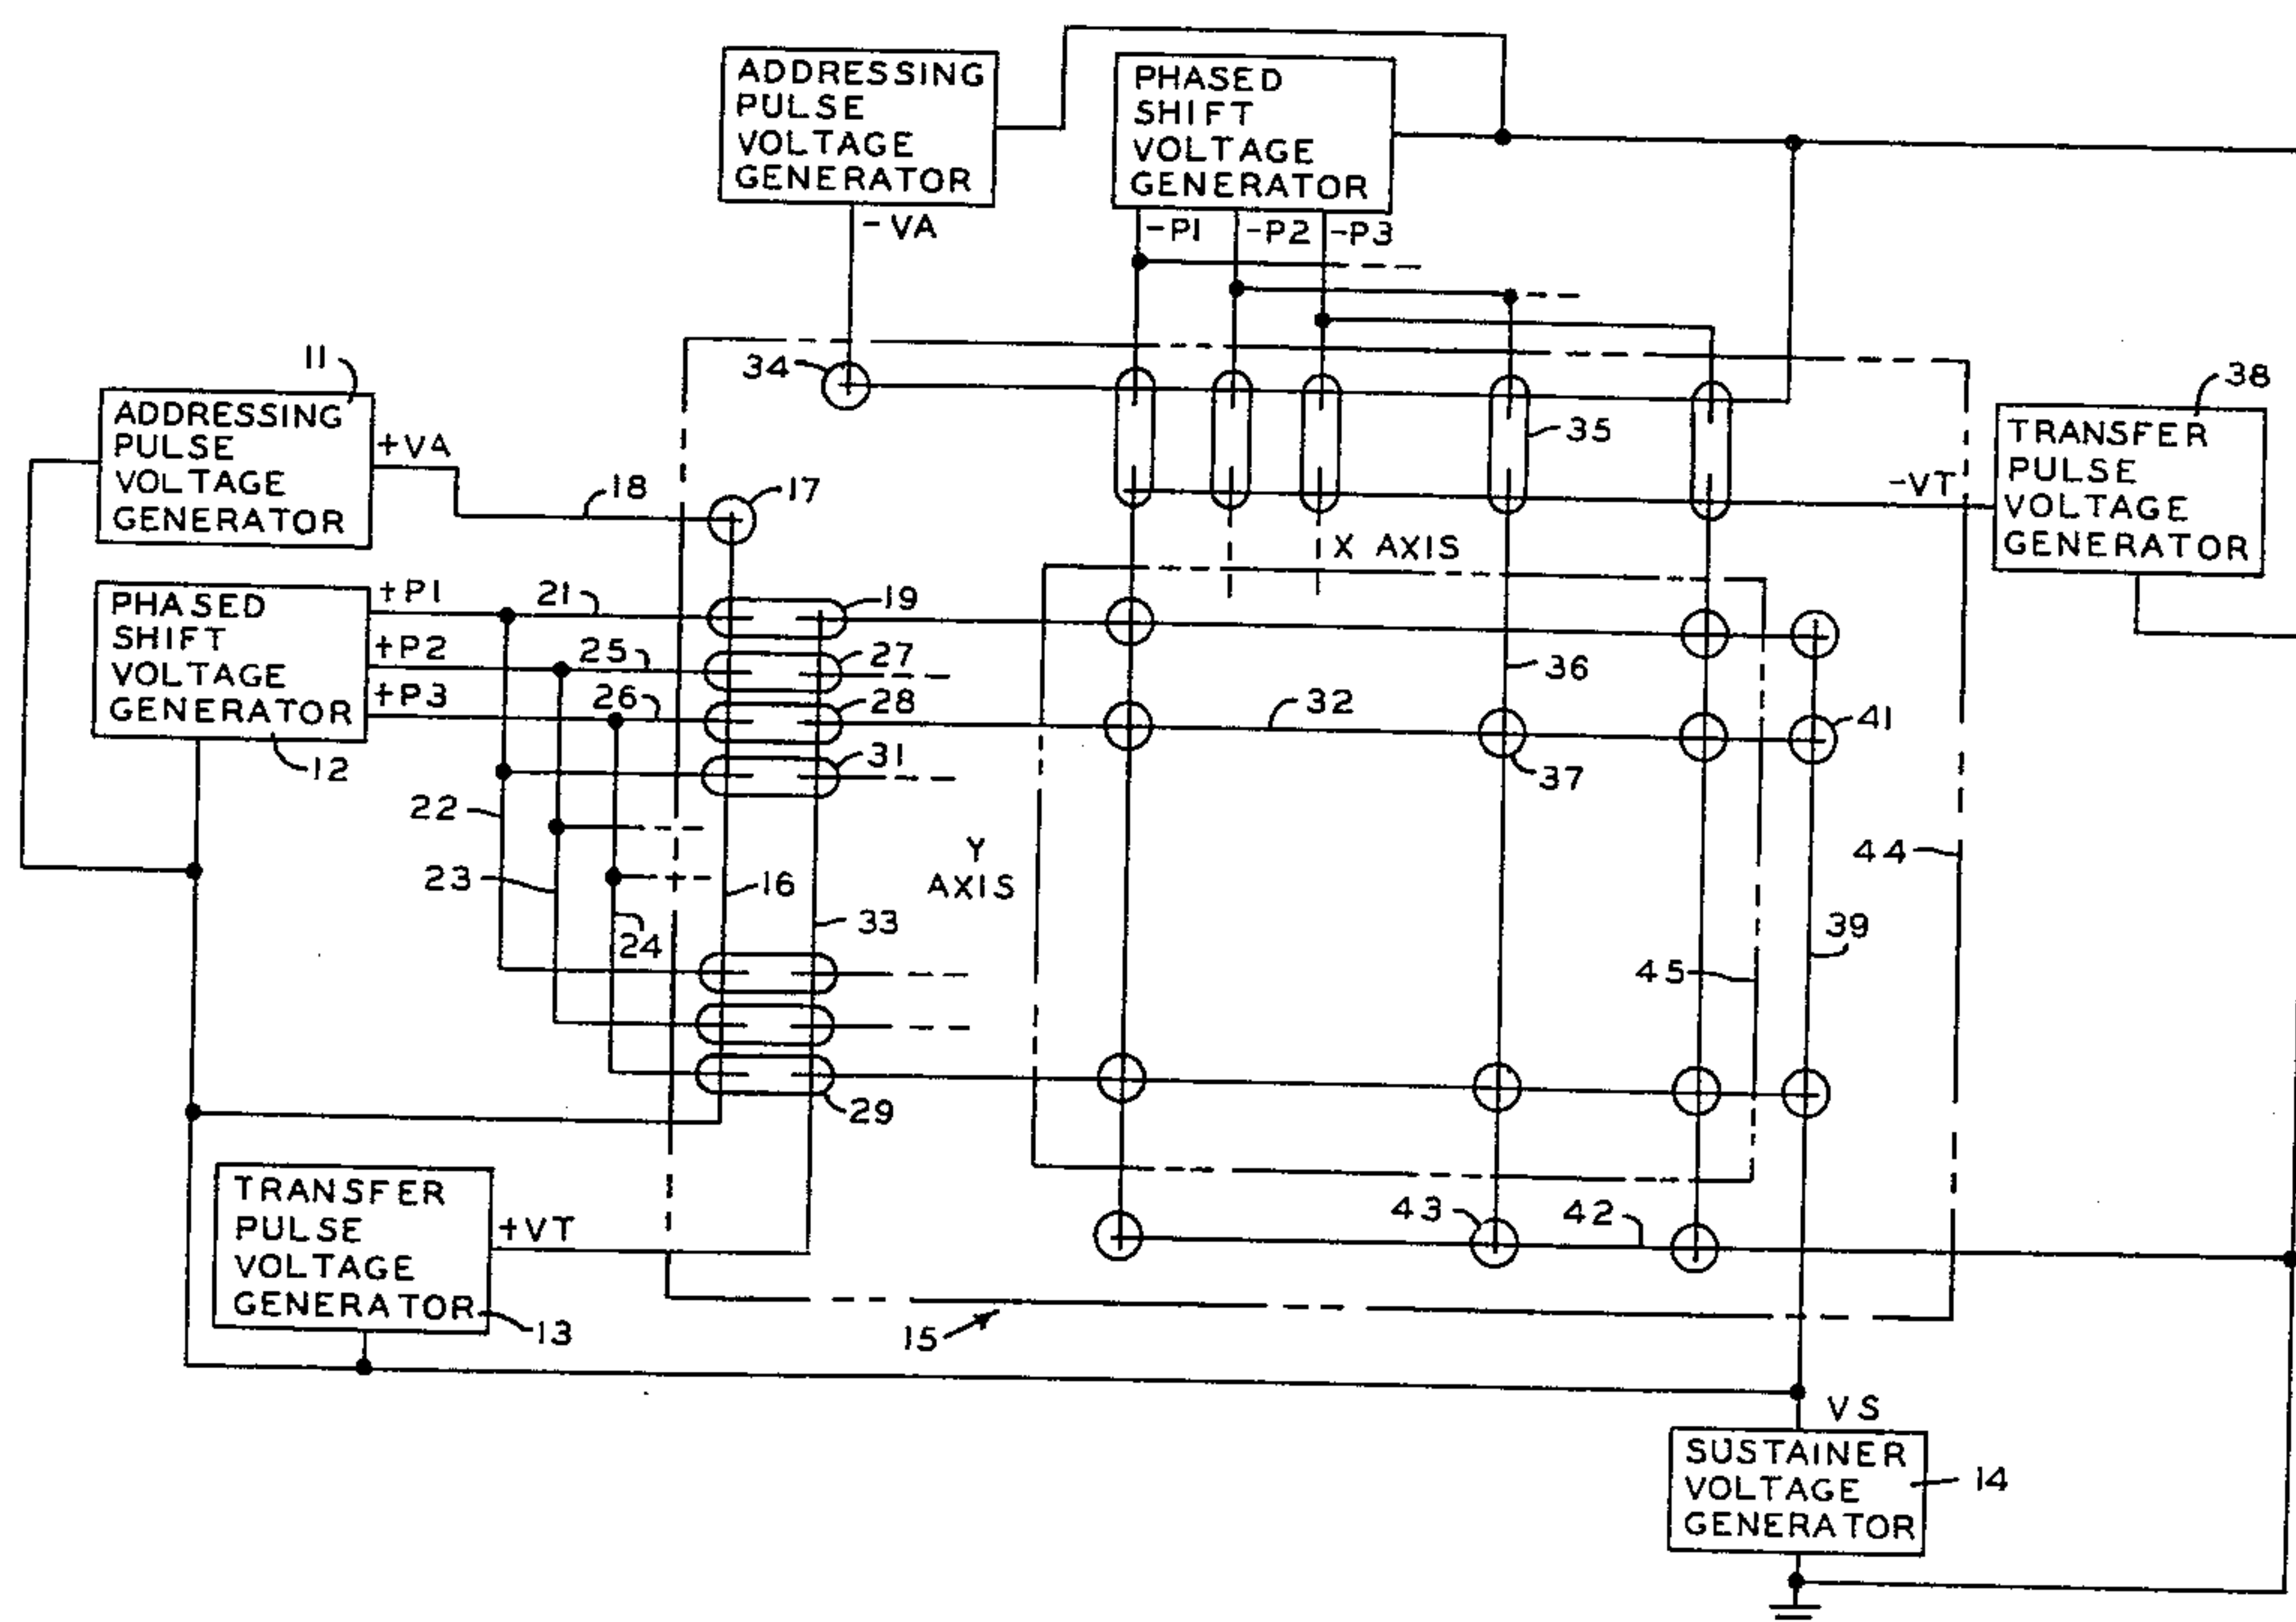 ADDRESSING
PULSE
VOLTAGE
GENERATOR
-VA
PHASED
SHIFT
VOLTAGE
GENERATOR
-P1
-P2
-P3
34
11
ADDRESSING
PULSE
VOLTAGE
GENERATOR
+VA
18
17
35
38
TRANSFER
PULSE
VOLTAGE
GENERATOR
-VT
X AXIS
PHASED
SHIFT
VOLTAGE
GENERATOR
+P1
+P2
+P3
12
21
25
26
19
27
28
31
32
36
37
41
22
23
24
16
33
Y
AXIS
44
45
39
29
TRANSFER
PULSE
VOLTAGE
GENERATOR
+VT
13
43
42
15
VS
SUSTAINER
VOLTAGE
GENERATOR
14